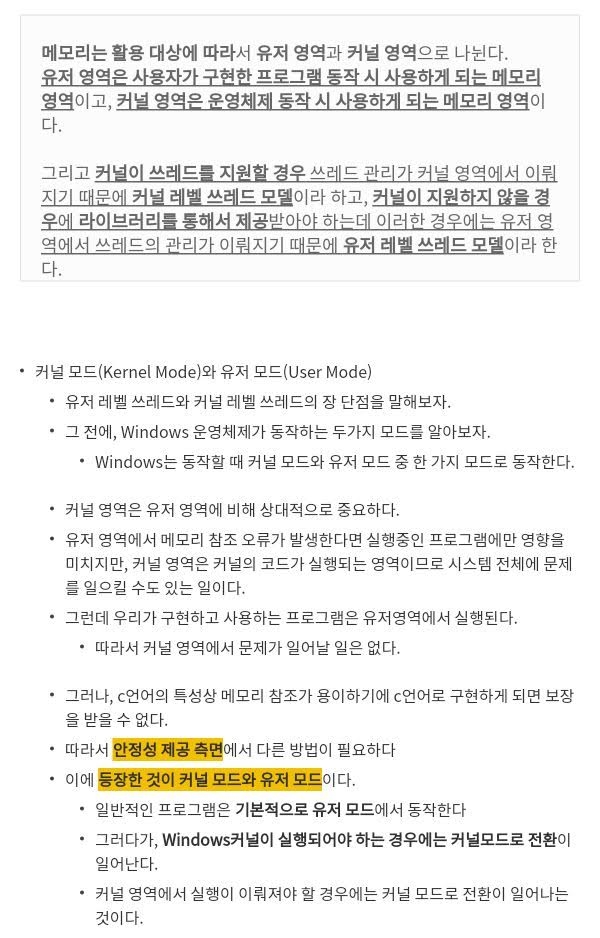 메모리는 활용 대상에 따라서 유저 영역과 커널 영역으로 나뉜다.
유저 영역은 사용자가 구현한 프로그램 동작 시 사용하게 되는 메모리
영역이고, 커널 영역은 운영체제 동작 시 사용하게 되는 메모리 영역이
다.
그리고 커널이 쓰레드를 지원할 경우 쓰레드 관리가 커널 영역에서 이뤄
지기 때문에 커널 레벨 쓰레드 모델이라 하고, 커널이 지원하지 않을 경
우에 라이브러리를 통해서 제공받아야 하는데 이러한 경우에는 유저 영
역에서 쓰레드의 관리가 이뤄지기 때문에 유저 레벨 쓰레드 모델이라 한
다.
• 커널 모드(Kernel Mode)와 유저 모드(User Mode)
• 유저 레벨 쓰레드와 커널 레벨 쓰레드의 장 단점을 말해보자.
• 그 전에, Windows 운영체제가 동작하는 두가지 모드를 알아보자.
• Windows는 동작할 때 커널 모드와 유저 모드 중 한 가지 모드로 동작한다.
• 커널 영역은 유저 영역에 비해 상대적으로 중요하다.
• 유저 영역에서 메모리 참조 오류가 발생한다면 실행중인 프로그램에만 영향을
미치지만, 커널 영역은 커널의 코드가 실행되는 영역이므로 시스템 전체에 문제
를 일으킬 수도 있는 일이다.
• 그런데 우리가 구현하고 사용하는 프로그램은 유저영역에서 실행된다.
• 따라서 커널 영역에서 문제가 일어날 일은 없다.
• 그러나, c언어의 특성상 메모리 참조가 용이하기에 c언어로 구현하게 되면 보장
을 받을 수 없다.
• 따라서 안정성 제공 측면에서 다른 방법이 필요하다
• 이에 등장한 것이 커널 모드와 유저 모드이다.
• 일반적인 프로그램은 기본적으로 유저 모드에서 동작한다
• 그러다가, Windows커널이 실행되어야 하는 경우에는 커널모드로 전환이
일어난다.
• 커널 영역에서 실행이 이뤄져야 할 경우에는 커널 모드로 전환이 일어나는
것이다.